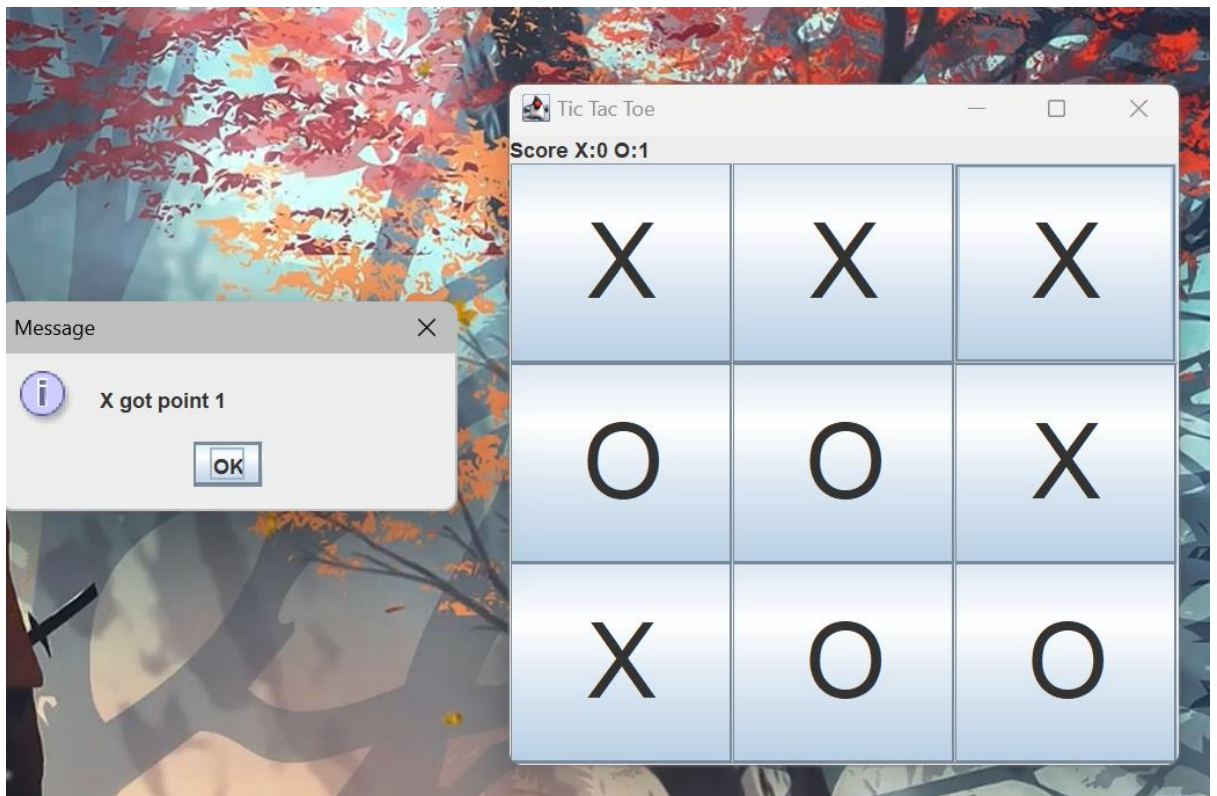 Tic Tac Toe
Score X:0 O:1
X X X
O O X
X O O
Message
X got point 1
OK